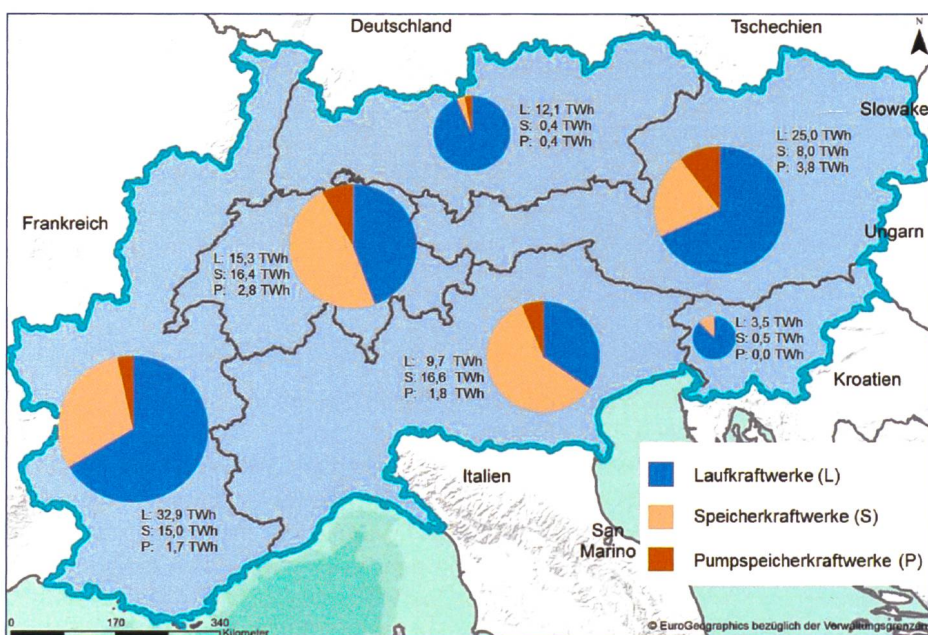 Deutschland
Tschechien
N
L: 12,1 TWh
S: 0,4 TWh
P: 0,4 TWh
Slowake
L: 25,0 TWh
S: 8,0 TWh
P: 3,8 TWh
Frankreich
Ungarn
L: 15,3 TWh
S: 16,4 TWh
P: 2,8 TWh
L: 3,5 TWh
S: 0,5 TWh
P: 0,0 TWh
L: 9,7 TWh
S: 16,6 TWh
P: 1,8 TWh
Kroatien
Italien
L: 32,9 TWh
S: 15,0 TWh
P: 1,7 TWh
San
Marino
Laufkraftwerke (L)
Speicherkraftwerke (S)
Pumpspeicherkraftwerke (P)
0 170 340
Kilometer
© EuroGeographics bezüglich der Verwaltungsgrenzen